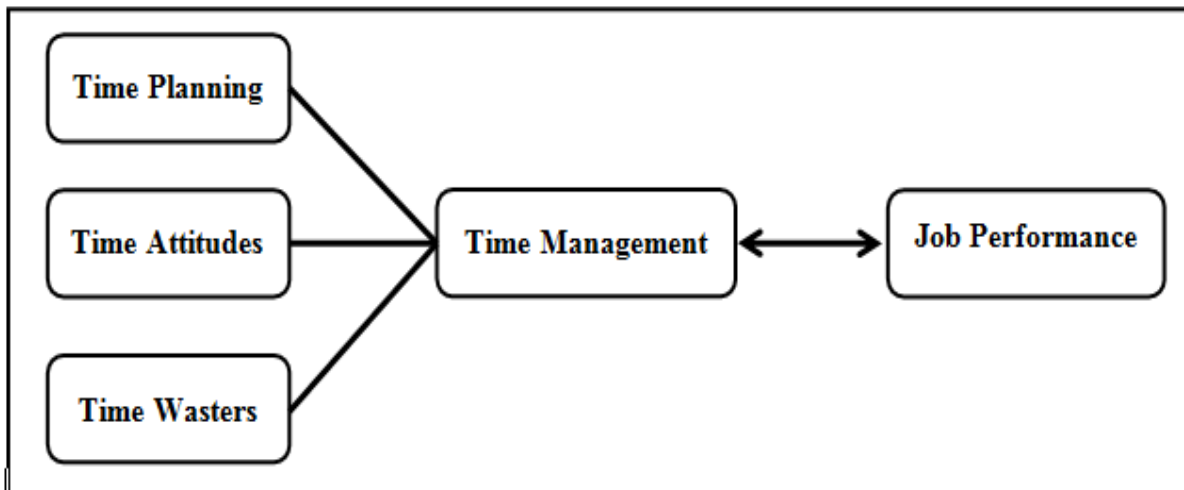 Time Planning
Time Attitudes
Time Management
Job Performance
Time Wasters